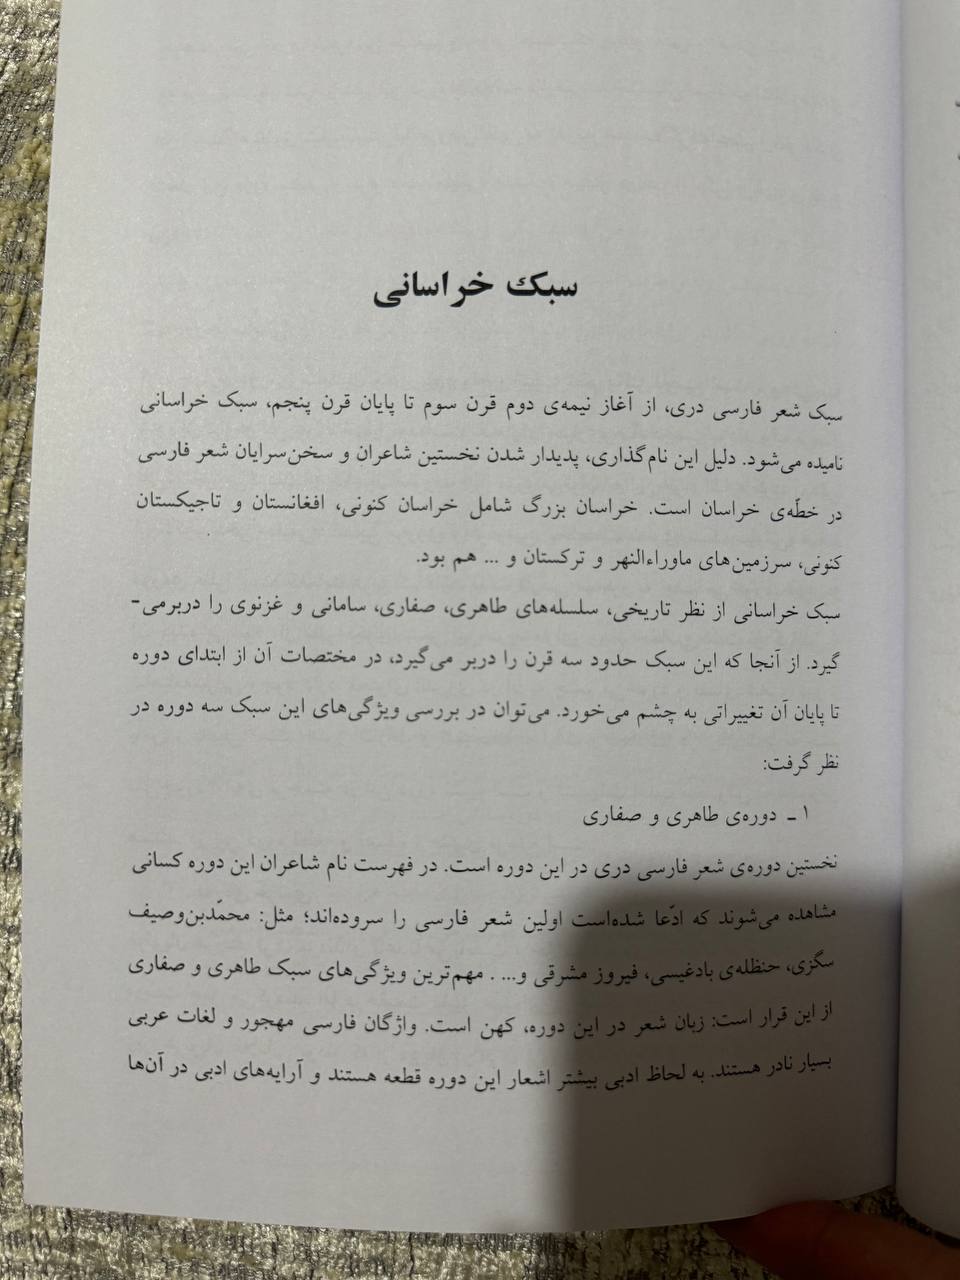 سبک خراسانی
سبک شعر فارسی دری، از آغاز نیمه‌ی دوم قرن سوم تا پایان قرن پنجم، سبک خراسانی
نامیده می‌شود. دلیل این نام‌گذاری، پدیدار شدن نخستین شاعران و سخن‌سرایان شعر فارسی
در خطّه‌ی خراسان است. خراسان بزرگ شامل خراسان کنونی، افغانستان و تاجیکستان
کنونی، سرزمین‌های ماوراءالنهر و ترکستان و ... هم بود.
سبک خراسانی از نظر تاریخی، سلسله‌های طاهری، صفاری، سامانی و غزنوی را دربرمی-
گیرد. از آنجا که این سبک حدود سه قرن را دربر می‌گیرد، در مختصات آن از ابتدای دوره
تا پایان آن تغییراتی به چشم می‌خورد. می‌توان در بررسی ویژگی‌های این سبک سه دوره در
نظر گرفت:
۱ ـ دوره‌ی طاهری و صفاری
نخستین دوره‌ی شعر فارسی دری در این دوره است. در فهرست نام شاعران این دوره کسانی
مشاهده می‌شوند که ادّعا شده‌است اولین شعر فارسی را سروده‌اند؛ مثل: محمّدبن‌وصیف
سگزی، حنظله‌ی بادغیسی، فیروز مشرقی و... . مهم‌ترین ویژگی‌های سبک طاهری و صفاری
از این قرار است: زبان شعر در این دوره، کهن است. واژگان فارسی مهجور و لغات عربی
بسیار نادر هستند. به لحاظ ادبی بیشتر اشعار این دوره قطعه هستند و آرایه‌های ادبی در آن‌ها